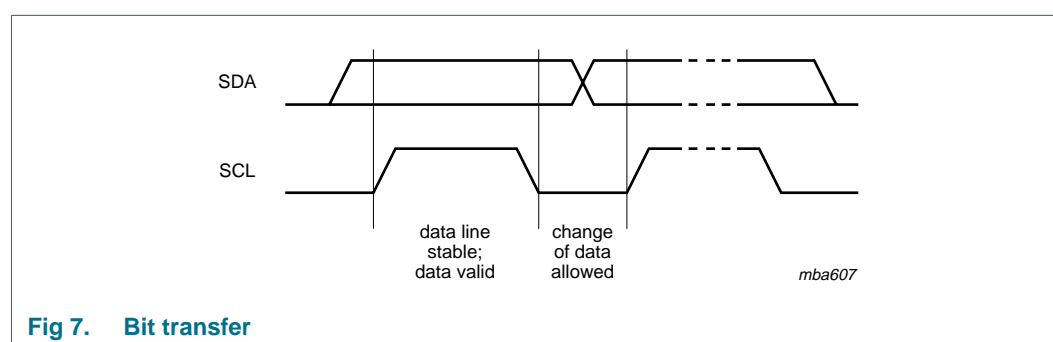 SDA
SCL
data line
stable;
data valid
change
of data
allowed
mba607
Fig 7. Bit transfer